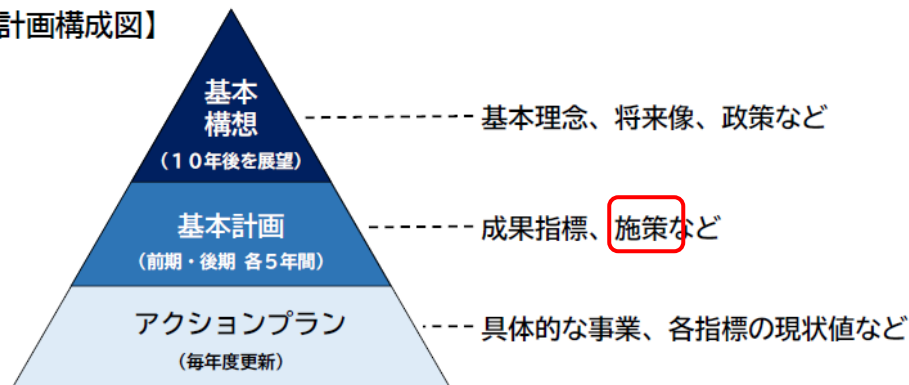 計画構成図】
基本
構想
（１０年後を展望）
基本理念、将来像、政策など
基本計画
（前期・後期 各５年間）
成果指標、施策など
アクションプラン
（毎年度更新）
具体的な事業、各指標の現状値など